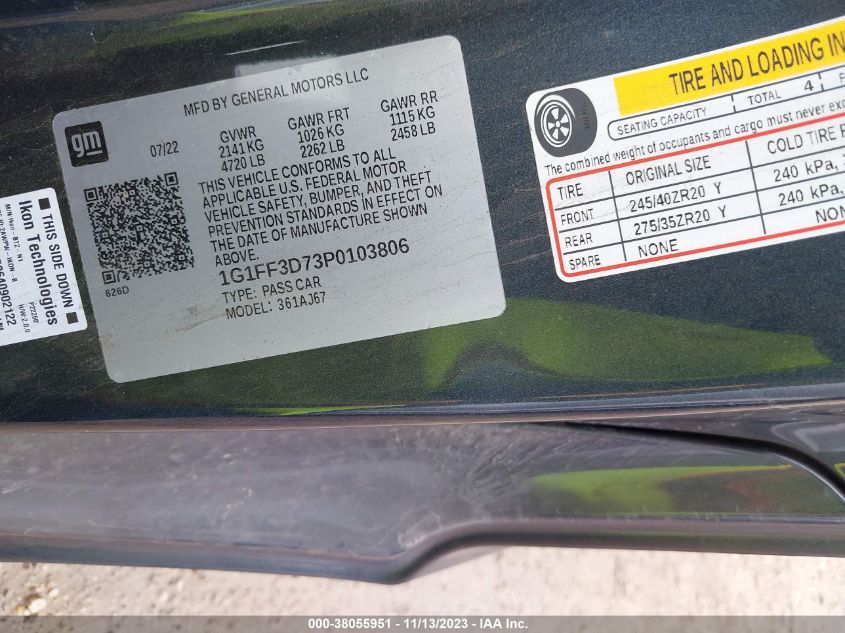 MFD BY GENERAL MOTORS LLC
gm
07/22
GVWR GAWR FRT GAWR RR
2141 KG 1026 KG 1115 KG
4720 LB 2262 LB 2458 LB
THIS VEHICLE CONFORMS TO ALL
APPLICABLE U.S. FEDERAL MOTOR
VEHICLE SAFETY, BUMPER, AND THEFT
PREVENTION STANDARDS IN EFFECT ON
THE DATE OF MANUFACTURE SHOWN
ABOVE.
1G1FF3D73P0103806
626D
TYPE: PASS CAR
MODEL: 361AJ67
TIRE AND LOADING IN
SEATING CAPACITY TOTAL 4 F
The combined weight of occupants and cargo must never exc
TIRE ORIGINAL SIZE COLD TIRE P
FRONT 245/40ZR20 Y 240 kPa,
REAR 275/35ZR20 Y 240 kPa,
SPARE NONE NON
THIS SIDE DOWN
Ikon Technologies
P2226F
H/W:2.0.0
000-38055951 - 11/13/2023 - IAA Inc.